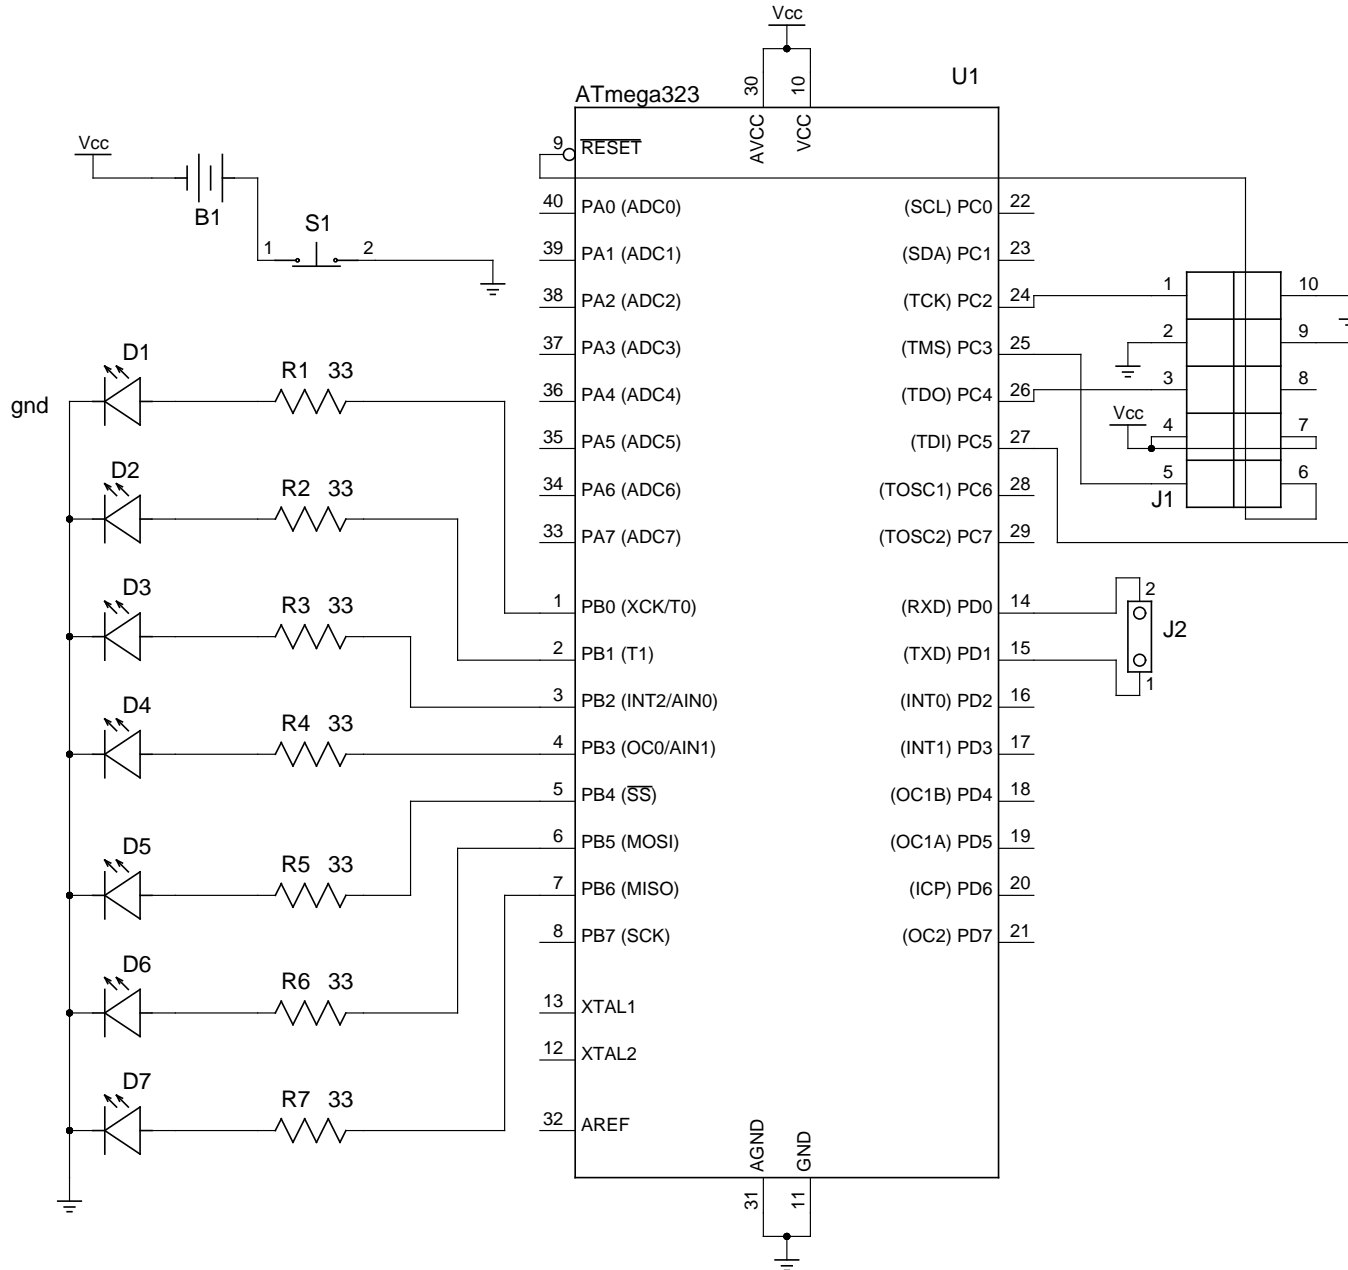 Vcc
U1
ATmega323
30
10
AVCC
VCC
Vcc
B1
S1
1
2
9
RESET
40 PA0 (ADC0)
39 PA1 (ADC1)
38 PA2 (ADC2)
37 PA3 (ADC3)
36 PA4 (ADC4)
35 PA5 (ADC5)
34 PA6 (ADC6)
33 PA7 (ADC7)
1 PB0 (XCK/T0)
2 PB1 (T1)
3 PB2 (INT2/AIN0)
4 PB3 (OC0/AIN1)
5 PB4 (SS)
6 PB5 (MOSI)
7 PB6 (MISO)
8 PB7 (SCK)
13 XTAL1
12 XTAL2
32 AREF
(SCL) PC0 22
(SDA) PC1 23
(TCK) PC2 24
(TMS) PC3 25
(TDO) PC4 26
(TDI) PC5 27
(TOSC1) PC6 28
(TOSC2) PC7 29
(RXD) PD0 14
(TXD) PD1 15
(INT0) PD2 16
(INT1) PD3 17
(OC1B) PD4 18
(OC1A) PD5 19
(ICP) PD6 20
(OC2) PD7 21
AGND
GND
31
11
gnd
D1
R1 33
D2
R2 33
D3
R3 33
D4
R4 33
D5
R5 33
D6
R6 33
D7
R7 33
1
10
2
9
3
8
Vcc
4
7
5
6
J1
2
J2
1